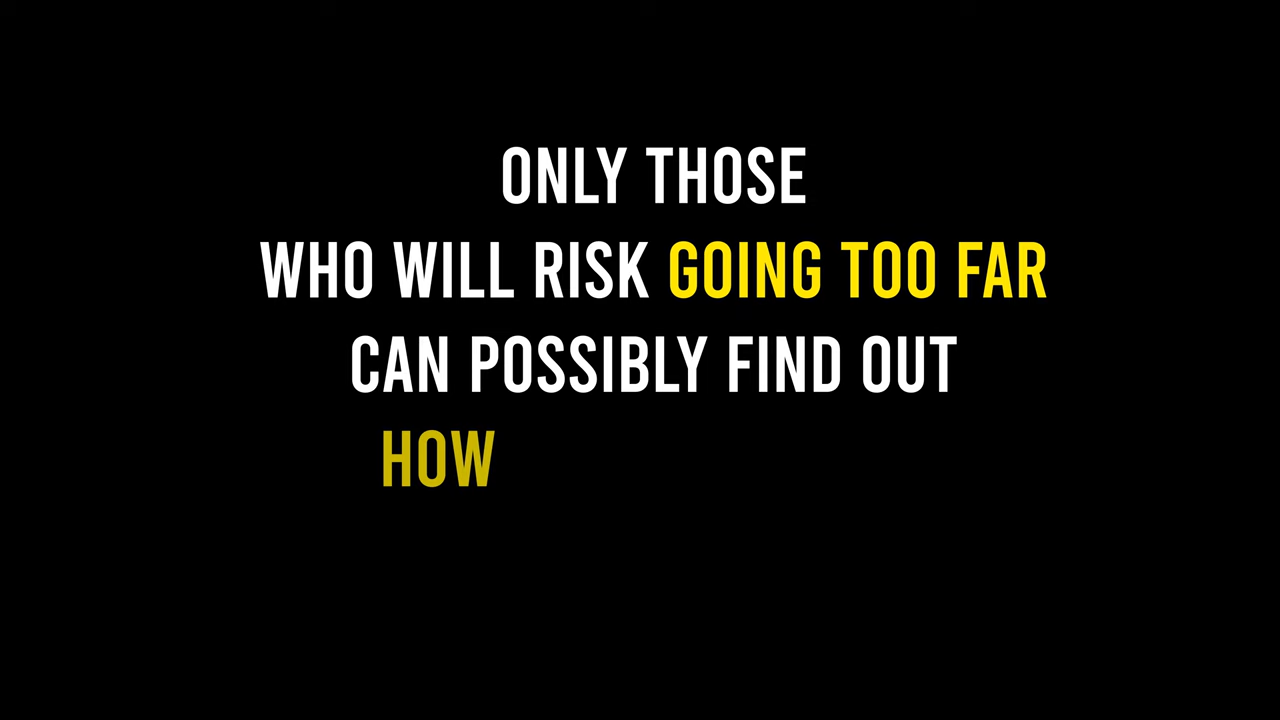 ONLY THOSE
WHO WILL RISK GOING TOO FAR
CAN POSSIBLY FIND OUT
HOW